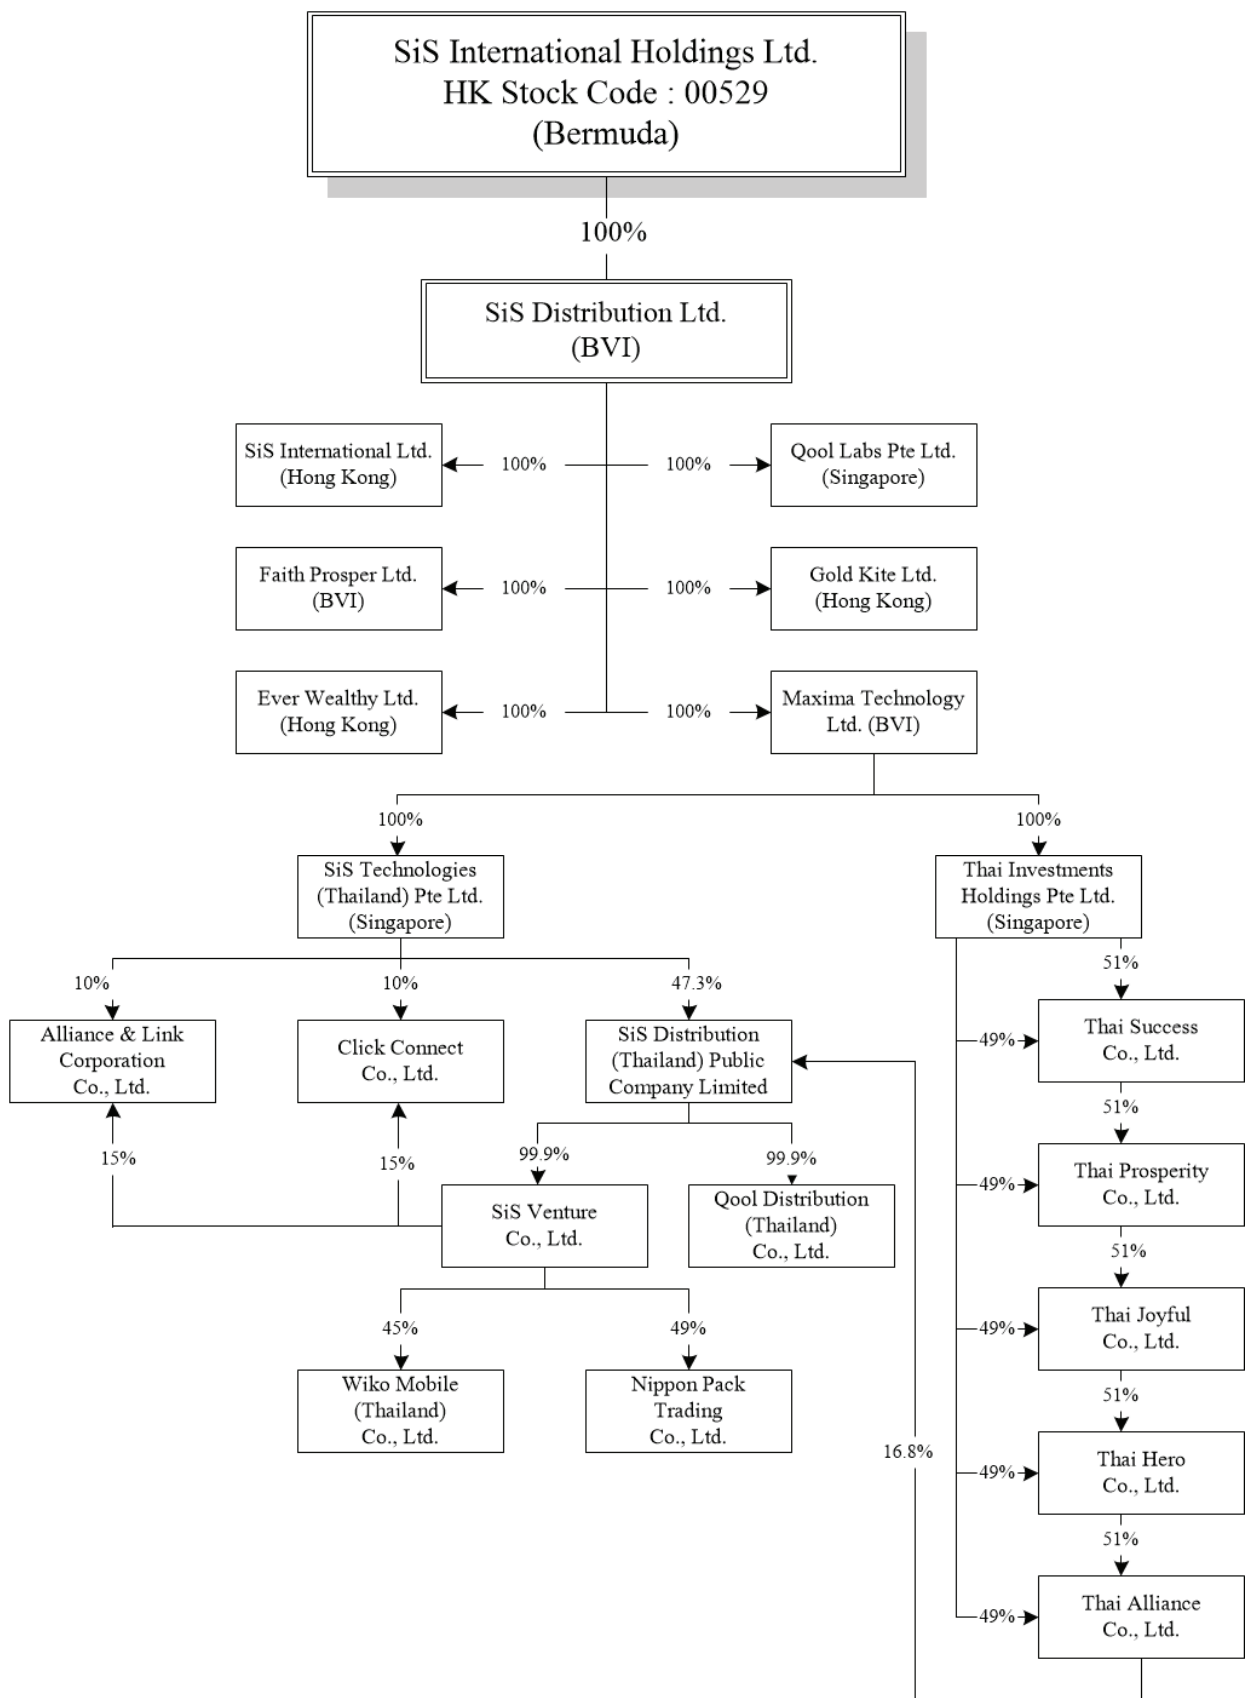 SiS International Holdings Ltd.
HK Stock Code : 00529
(Bermuda)
100%
SiS Distribution Ltd.
(BVI)
SiS International Ltd.
(Hong Kong)
100%
100%
Qool Labs Pte Ltd.
(Singapore)
Faith Prosper Ltd.
(BVI)
100%
100%
Gold Kite Ltd.
(Hong Kong)
Ever Wealthy Ltd.
(Hong Kong)
100%
100%
Maxima Technology
Ltd. (BVI)
100%
100%
SiS Technologies
(Thailand) Pte Ltd.
(Singapore)
Thai Investments
Holdings Pte Ltd.
(Singapore)
10%
10%
47.3%
51%
Alliance & Link
Corporation
Co., Ltd.
Click Connect
Co., Ltd.
SiS Distribution
(Thailand) Public
Company Limited
49%
Thai Success
Co., Ltd.
51%
15%
15%
99.9%
99.9%
SiS Venture
Co., Ltd.
Qool Distribution
(Thailand)
Co., Ltd.
49%
Thai Prosperity
Co., Ltd.
51%
45%
49%
49%
Thai Joyful
Co., Ltd.
Wiko Mobile
(Thailand)
Co., Ltd.
Nippon Pack
Trading
Co., Ltd.
51%
16.8%
49%
Thai Hero
Co., Ltd.
51%
49%
Thai Alliance
Co., Ltd.